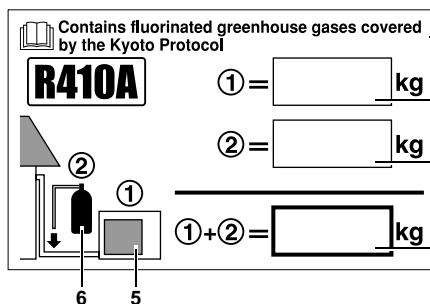 Contains fluorinated greenhouse gases covered
by the Kyoto Protocol
R410A
①= kg
②= kg
②
①
①+②= kg
6 5